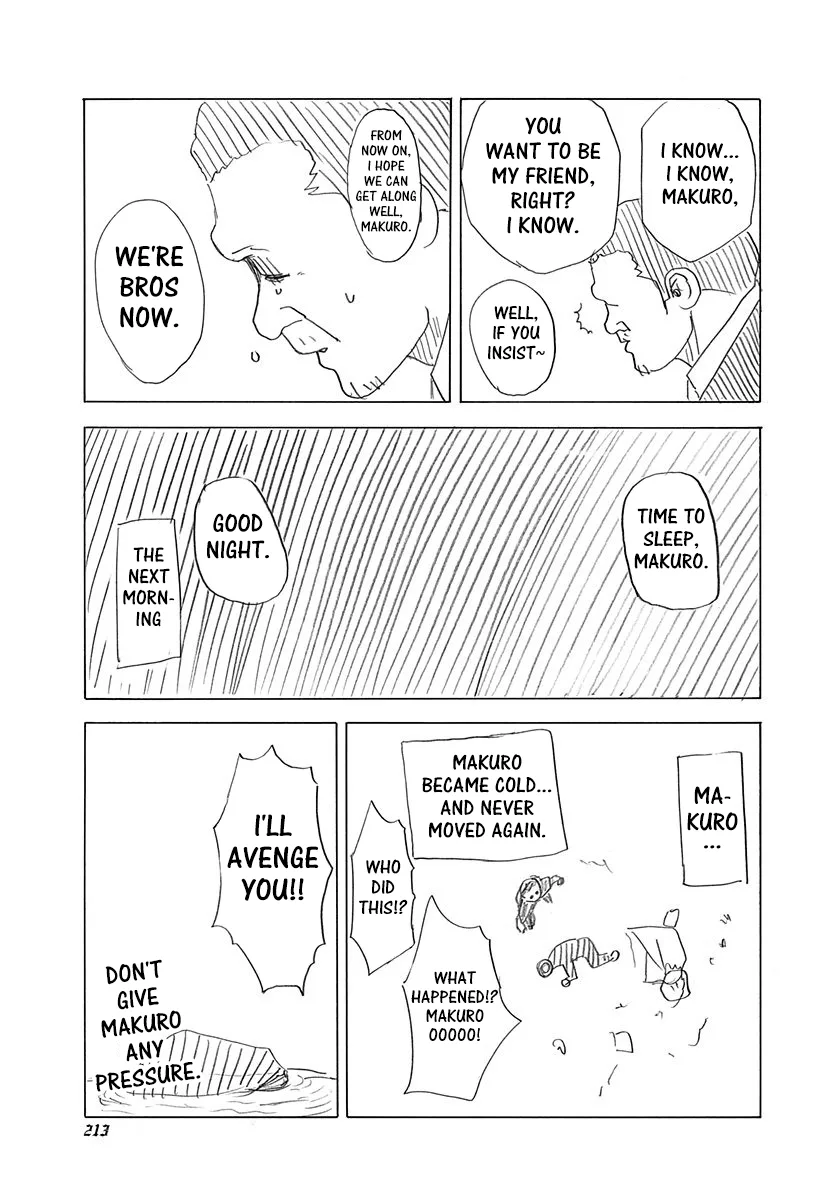 I KNOW...
I KNOW,
MAKURO,
YOU
WANT TO BE
MY FRIEND,
RIGHT?
I KNOW.
WELL,
IF YOU
INSIST~
FROM
NOW ON,
I HOPE
WE CAN
GET ALONG
WELL,
MAKURO.
WE'RE
BROS
NOW.
TIME TO
SLEEP,
MAKURO.
GOOD
NIGHT.
THE
NEXT
MORN-
ING
MA-
KURO
...
MAKURO
BECAME COLD...
AND NEVER
MOVED AGAIN.
WHO
DID
THIS!?
WHAT
HAPPENED!?
MAKURO
OOOOO!
I'LL
AVENGE
YOU!!
DON'T
GIVE
MAKURO
ANY
PRESSURE.
213